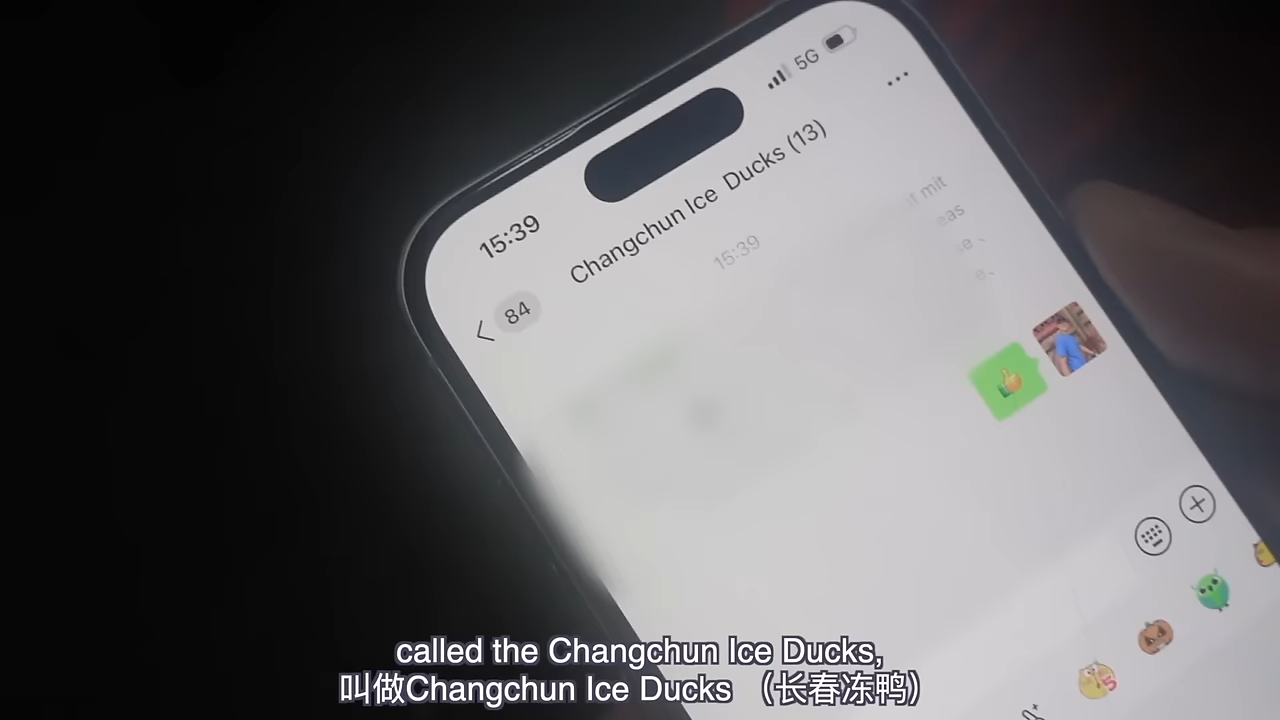 15:39
5G
84
Changchun Ice Ducks (13)
15:39
called the Changchun Ice Ducks,
叫做Changchun Ice Ducks （长春冻鸭）